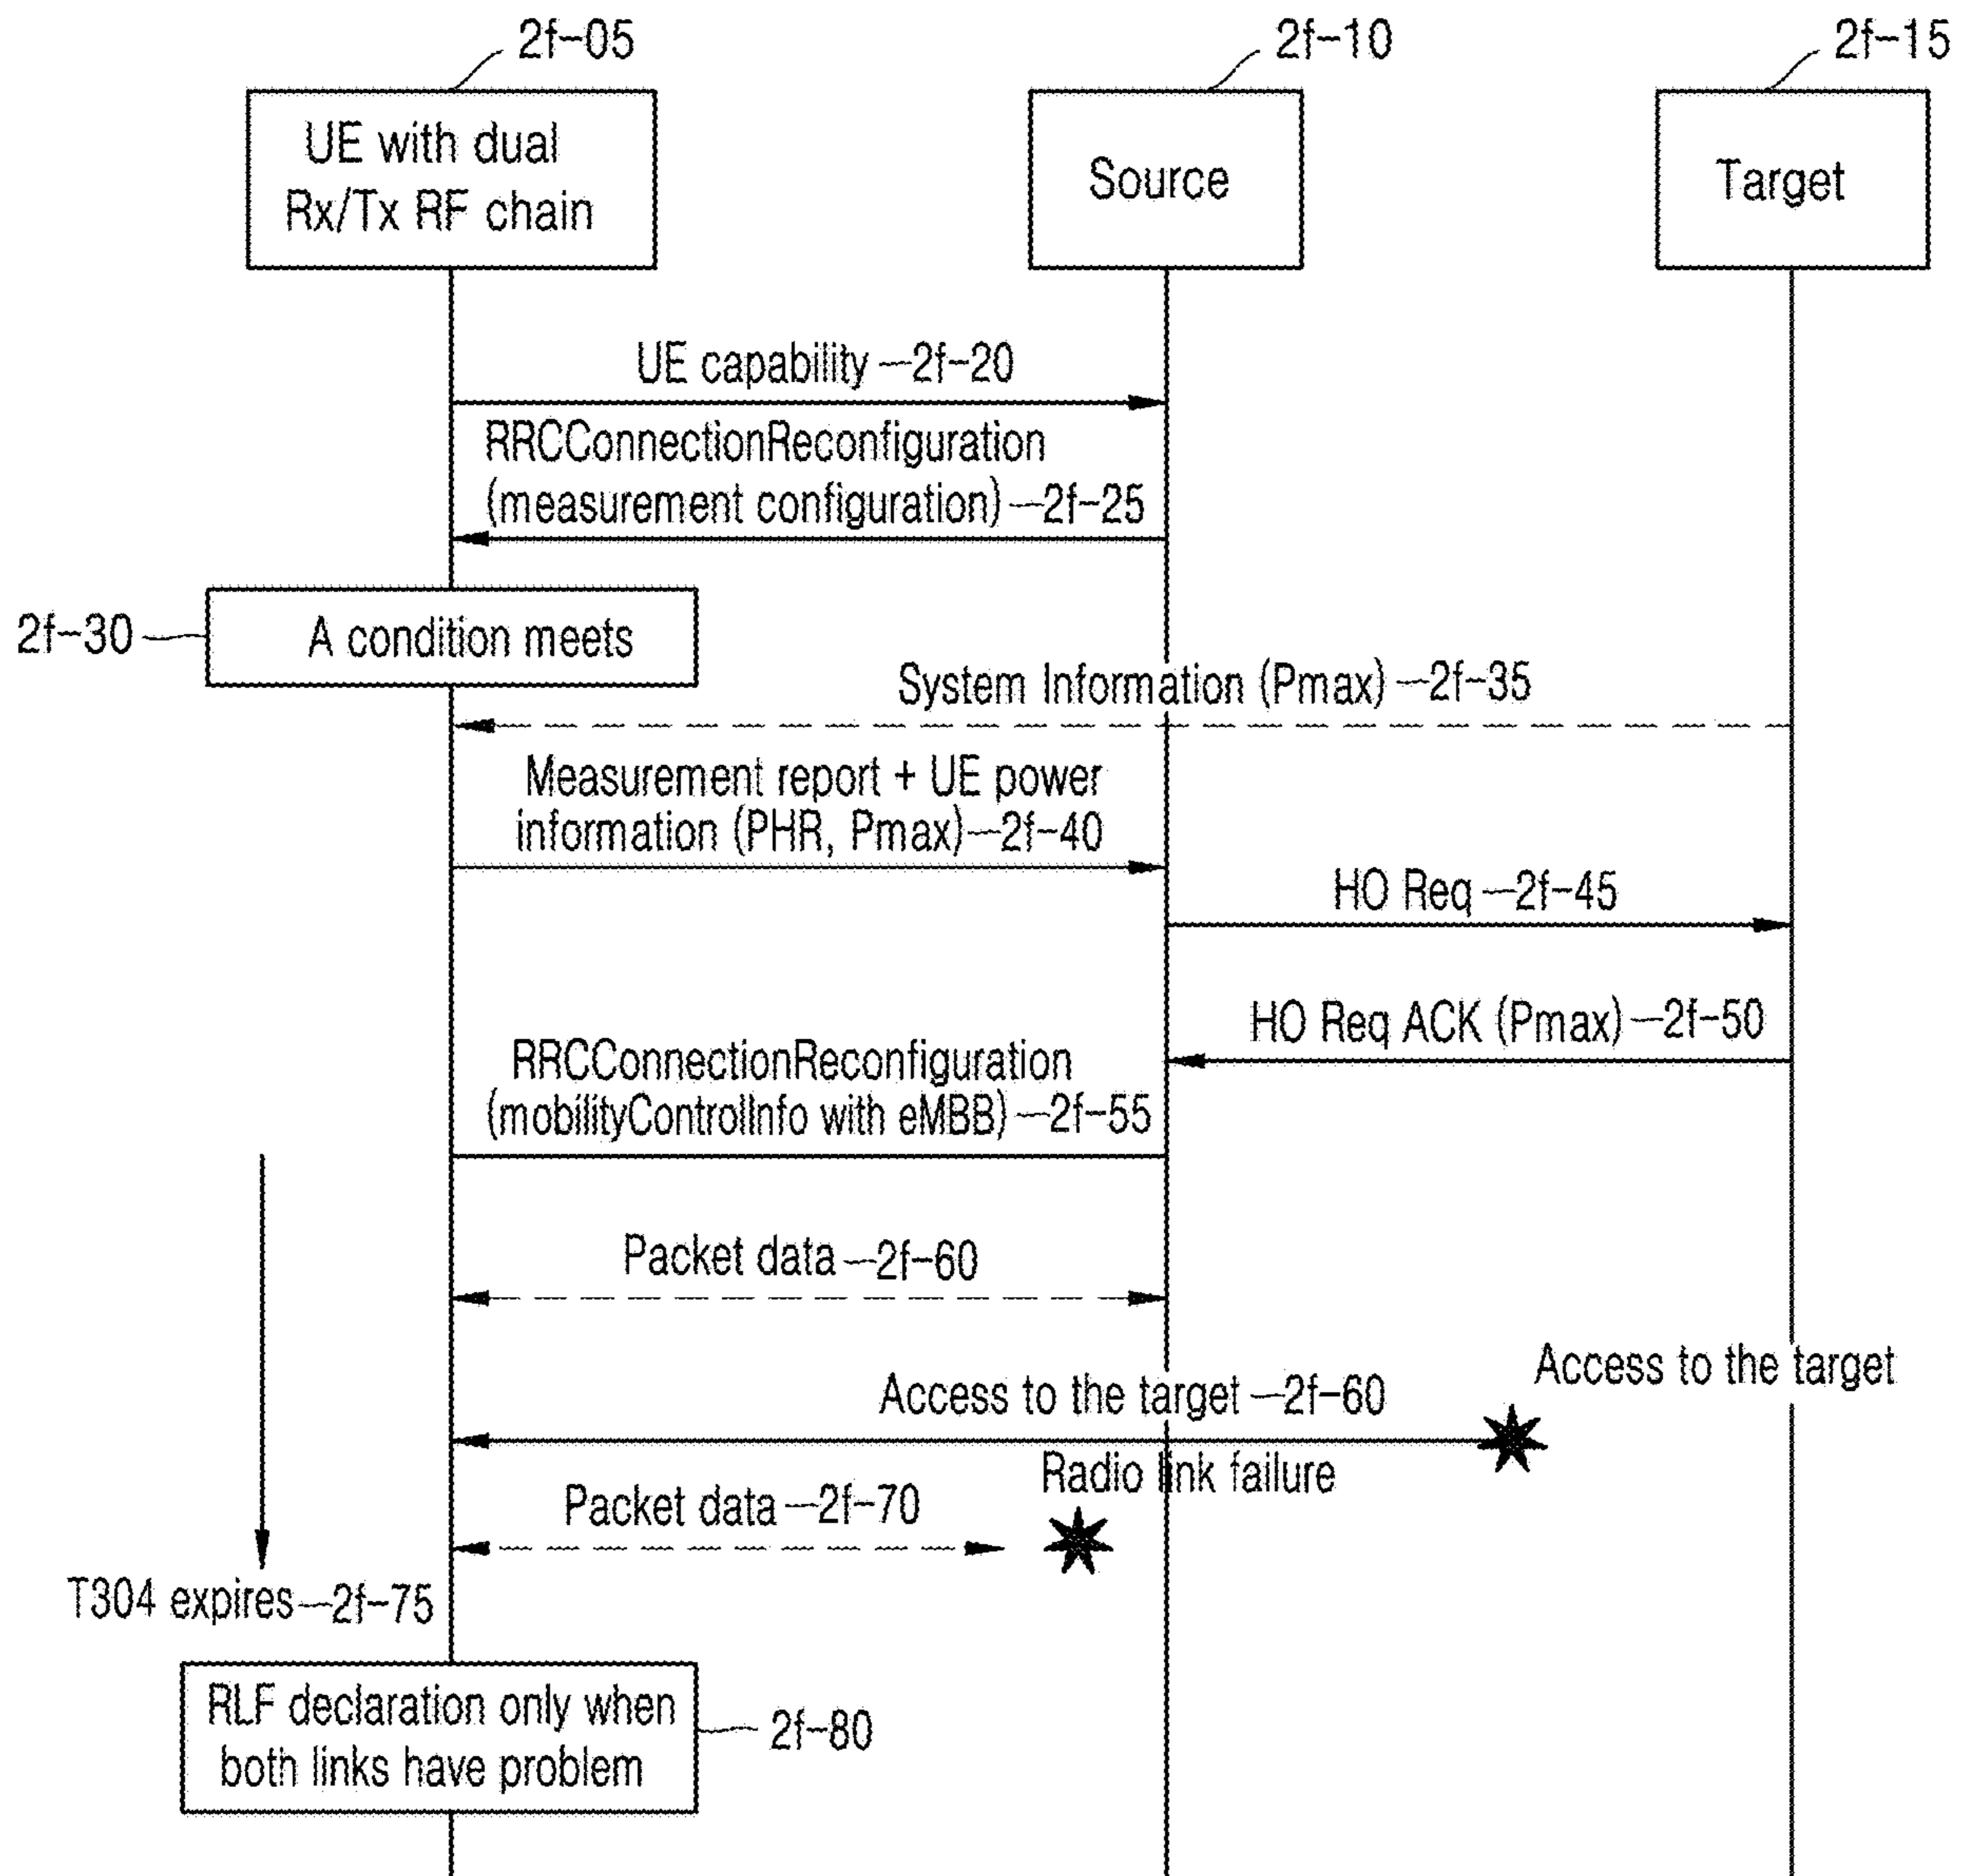 2f-05
2f-10
2f-15
UE with dual
Rx/Tx RF chain
Source
Target
UE capability 2f-20
RRCConnectionReconfiguration
(measurement configuration) 2f-25
2f-30
A condition meets
System Information (Pmax) 2f-35
Measurement report + UE power
information (PHR, Pmax) 2f-40
HO Req 2f-45
HO Req ACK (Pmax) 2f-50
RRCConnectionReconfiguration
(mobilityControlInfo with eMBB) 2f-55
Packet data 2f-60
Access to the target
Access to the target 2f-60
Radio link failure
Packet data 2f-70
T304 expires 2f-75
RLF declaration only when
both links have problem
2f-80